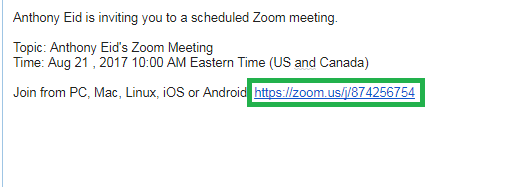 Anthony Eid is inviting you to a scheduled Zoom meeting.
Topic: Anthony Eid's Zoom Meeting
Time: Aug 21 , 2017 10:00 AM Eastern Time (US and Canada)
Join from PC, Mac, Linux, iOS or Android: https://zoom.us/j/874256754